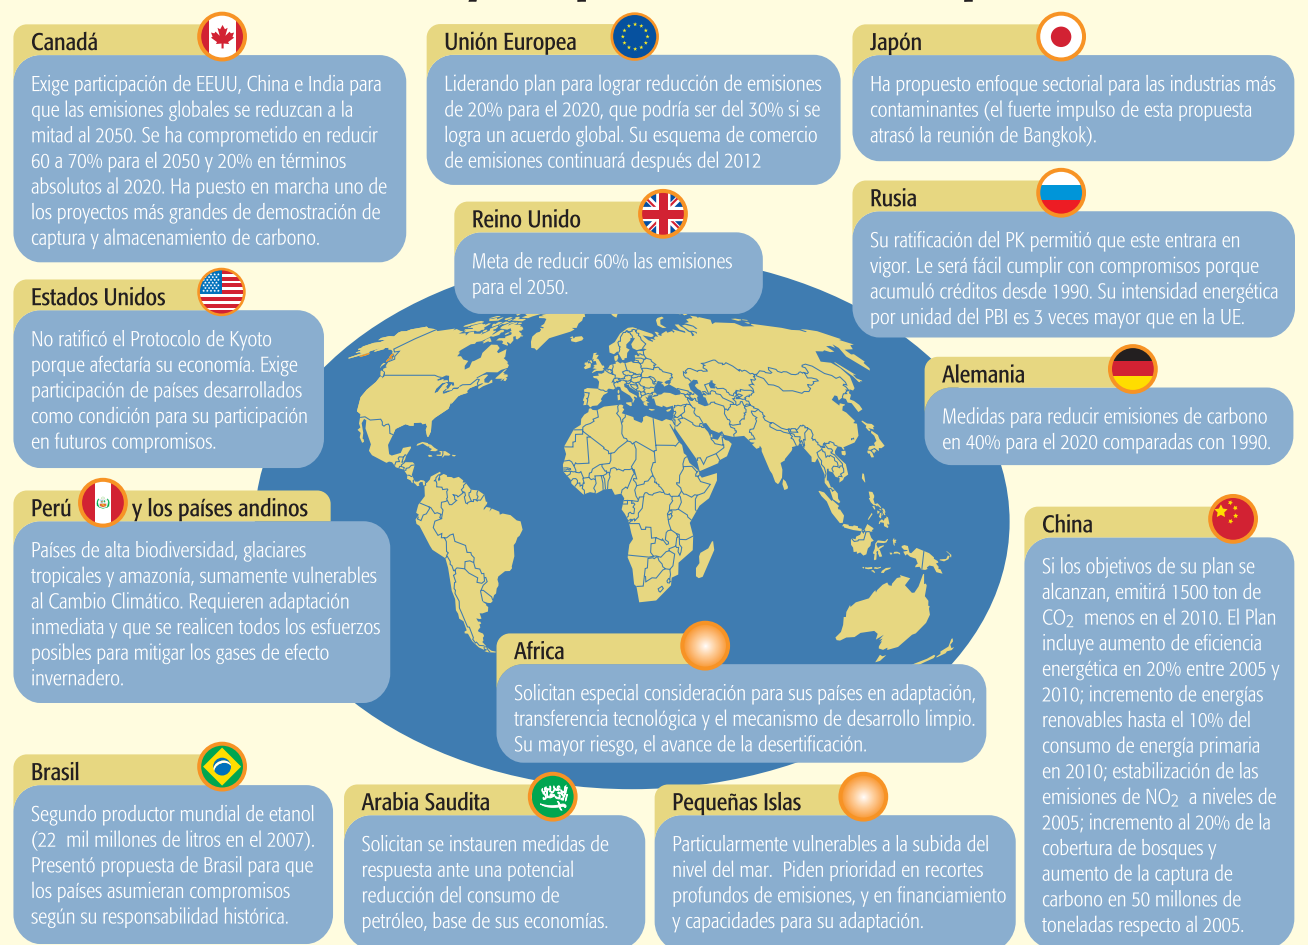 Canadá
Exige participación de EEUU, China e India para
que las emisiones globales se reduzcan a la
mitad al 2050. Se ha comprometido en reducir
60 a 70% para el 2050 y 20% en términos
absolutos al 2020. Ha puesto en marcha uno de
los proyectos más grandes de demostración de
captura y almacenamiento de carbono.
Unión Europea
Liderando plan para lograr reducción de emisiones
de 20% para el 2020, que podría ser del 30% si se
logra un acuerdo global. Su esquema de comercio
de emisiones continuará después del 2012
Japón
Ha propuesto enfoque sectorial para las industrias más
contaminantes (el fuerte impulso de esta propuesta
atrasó la reunión de Bangkok).
Reino Unido
Meta de reducir 60% las emisiones
para el 2050.
Rusia
Su ratificación del PK permitió que este entrara en
vigor. Le será fácil cumplir con compromisos porque
acumuló créditos desde 1990. Su intensidad energética
por unidad del PBI es 3 veces mayor que en la UE.
Estados Unidos
No ratificó el Protocolo de Kyoto
porque afectaría su economía. Exige
participación de países desarrollados
como condición para su participación
en futuros compromisos.
Alemania
Medidas para reducir emisiones de carbono
en 40% para el 2020 comparadas con 1990.
Perú y los países andinos
Países de alta biodiversidad, glaciares
tropicales y amazonía, sumamente vulnerables
al Cambio Climático. Requieren adaptación
inmediata y que se realicen todos los esfuerzos
posibles para mitigar los gases de efecto
invernadero.
China
Si los objetivos de su plan se
alcanzan, emitirá 1500 ton de
CO2 menos en el 2010. El Plan
incluye aumento de eficiencia
energética en 20% entre 2005 y
2010; incremento de energías
renovables hasta el 10% del
consumo de energía primaria
en 2010; estabilización de las
emisiones de NO2 a niveles de
2005; incremento al 20% de la
cobertura de bosques y
aumento de la captura de
carbono en 50 millones de
toneladas respecto al 2005.
Africa
Solicitan especial consideración para sus países en adaptación,
transferencia tecnológica y el mecanismo de desarrollo limpio.
Su mayor riesgo, el avance de la desertificación.
Brasil
Segundo productor mundial de etanol
(22 mil millones de litros en el 2007).
Presentó propuesta de Brasil para que
los países asumieran compromisos
según su responsabilidad histórica.
Arabia Saudita
Solicitan se instauren medidas de
respuesta ante una potencial
reducción del consumo de
petróleo, base de sus economías.
Pequeñas Islas
Particularmente vulnerables a la subida del
nivel del mar. Piden prioridad en recortes
profundos de emisiones, y en financiamiento
y capacidades para su adaptación.